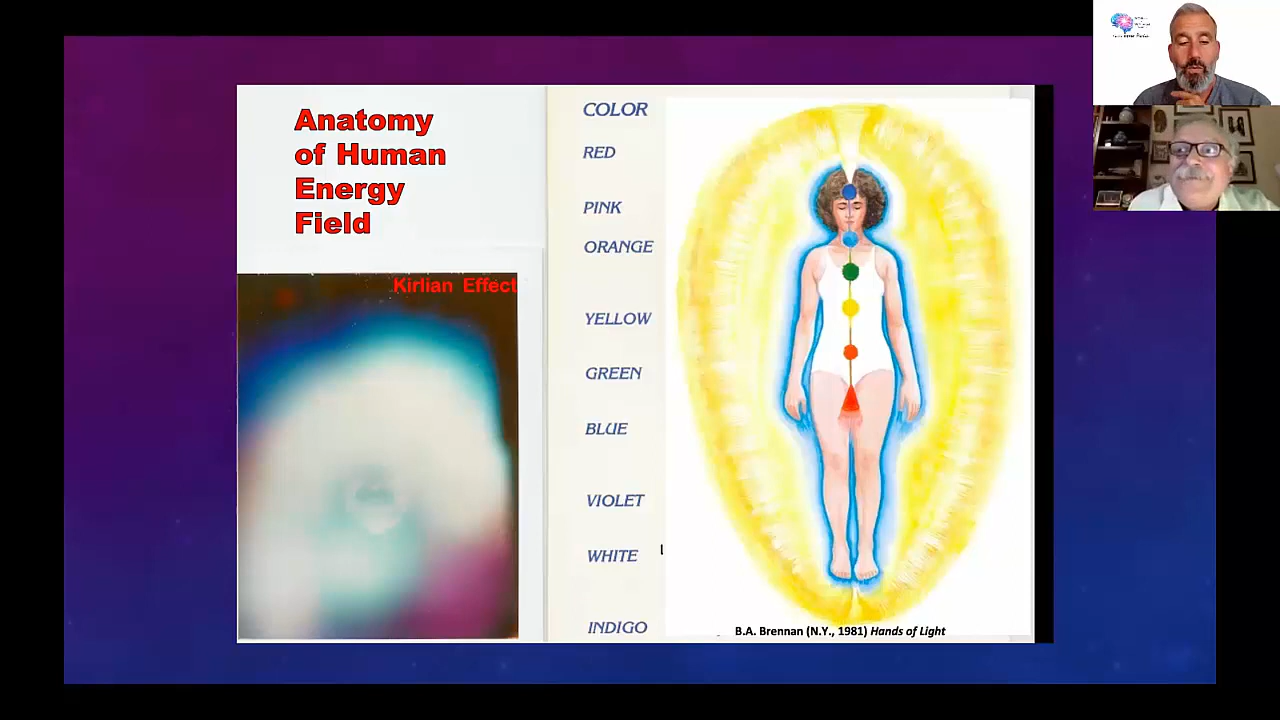 Anatomy
of Human
Energy
Field
Kirlian Effect
COLOR
RED
PINK
ORANGE
YELLOW
GREEN
BLUE
VIOLET
WHITE
INDIGO
B.A. Brennan (N.Y., 1981) Hands of Light